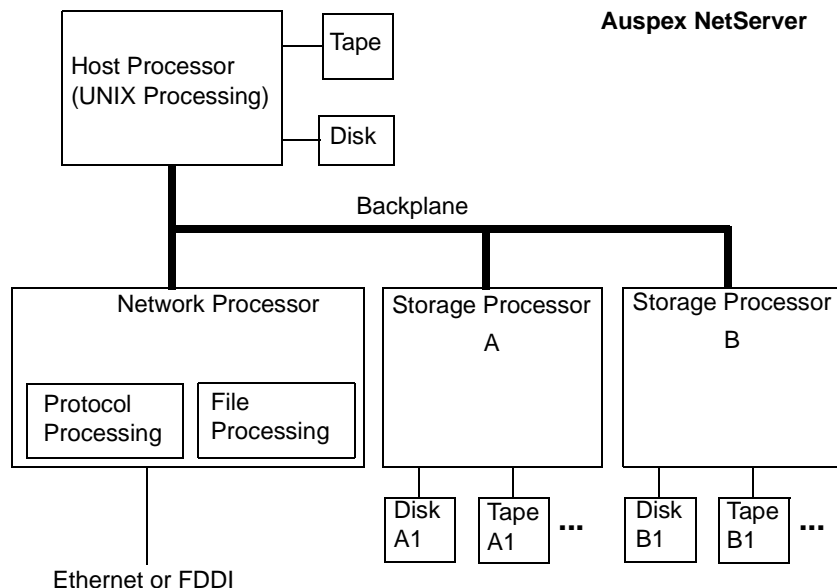 Auspex NetServer
Host Processor
(UNIX Processing)
Tape
Disk
Backplane
Network Processor
Protocol
Processing
File
Processing
Storage Processor
A
Storage Processor
B
Disk
A1
Tape
A1
...
Disk
B1
Tape
B1
...
Ethernet or FDDI